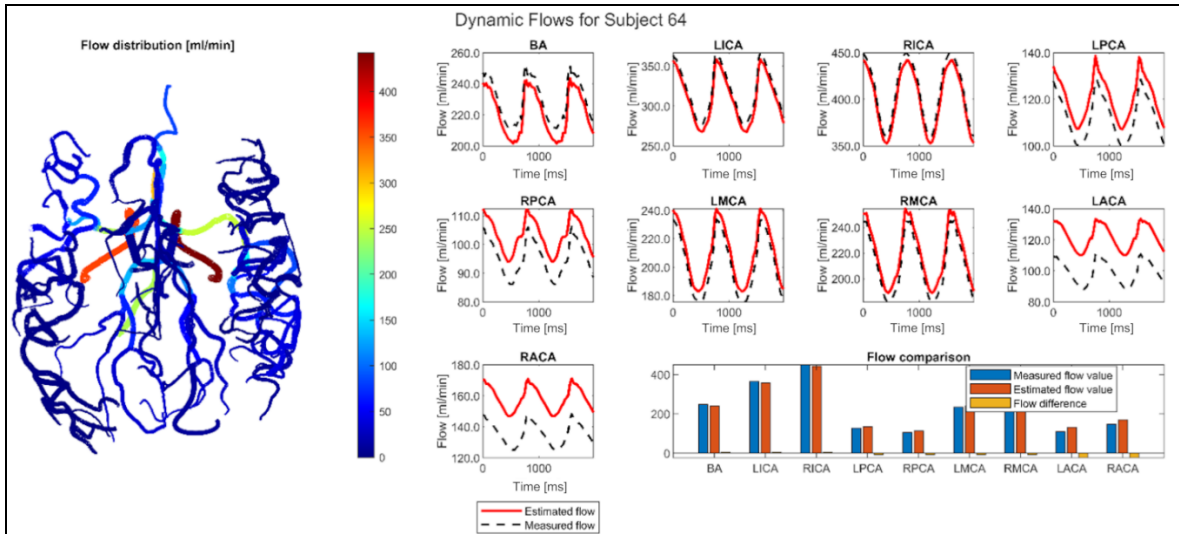 Dynamic Flows for Subject 64
Flow distribution [ml/min]
400
350
300
250
200
150
100
50
0
BA
Flow [ml/min]
260.0
240.0
220.0
200.0
0 1000
Time [ms]
LICA
Flow [ml/min]
350
300
250
0 1000
Time [ms]
RICA
Flow [ml/min]
450
400
350
0 1000
Time [ms]
LPCA
Flow [ml/min]
140.0
120.0
100.0
0 1000
Time [ms]
RPCA
Flow [ml/min]
110.0
100.0
90.0
80.0
0 1000
Time [ms]
LMCA
Flow [ml/min]
240.0
220.0
200.0
180.0
0 1000
Time [ms]
RMCA
Flow [ml/min]
240.0
220.0
200.0
0 1000
Time [ms]
LACA
Flow [ml/min]
140.0
120.0
100.0
80.0
0 1000
Time [ms]
RACA
Flow [ml/min]
180.0
160.0
140.0
120.0
0 1000
Time [ms]
Estimated flow
Measured flow
Flow comparison
400
200
0
Measured flow value
Estimated flow value
Flow difference
BA LICA RICA LPCA RPCA LMCA RMCA LACA RACA